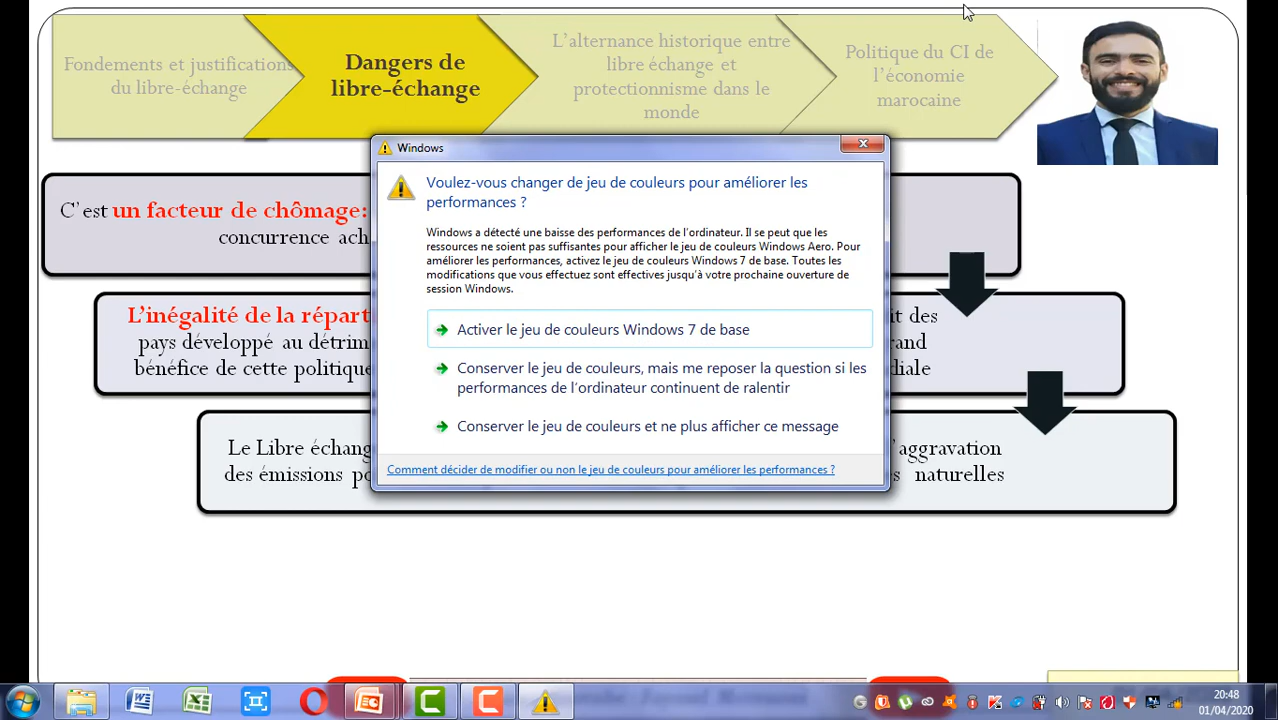 Fondements et justifications
du libre-échange
Dangers de
libre-échange
L'alternance historique entre
libre échange et
protectionnisme dans le
monde
Politique du CI de
l'économie
marocaine
Windows
Voulez-vous changer de jeu de couleurs pour améliorer les
performances ?
Windows a détecté une baisse des performances de l'ordinateur. Il se peut que les
ressources ne soient pas suffisantes pour afficher le jeu de couleurs Windows Aero. Pour
améliorer les performances, activez le jeu de couleurs Windows 7 de base. Toutes les
modifications que vous effectuez sont effectives jusqu'à votre prochaine ouverture de
session Windows.
Activer le jeu de couleurs Windows 7 de base
Conserver le jeu de couleurs, mais me reposer la question si les
performances de l'ordinateur continuent de ralentir
Conserver le jeu de couleurs et ne plus afficher ce message
Comment décider de modifier ou non le jeu de couleurs pour améliorer les performances ?
C'est un facteur de chômage:
concurrence
L'inégalité de la
pays développé au
bénéfice de cette politique
des
Le Libre
l'aggravation
des émissions
naturelles
20:48
01/04/2020